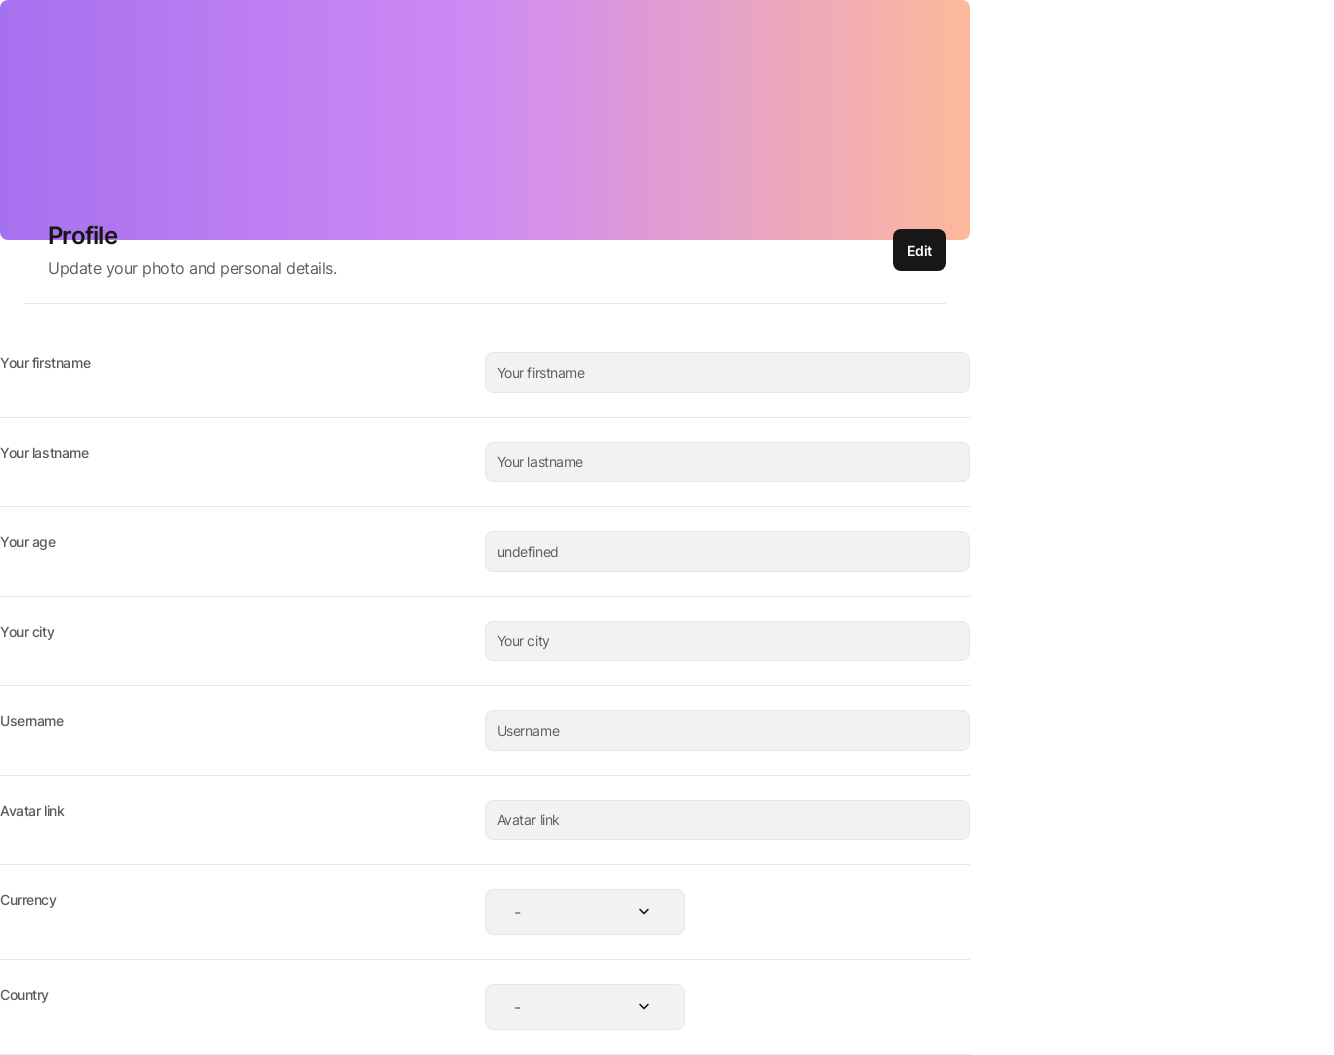 Profile
Edit
Update your photo and personal details.
Your firstname
Your firstname
Your lastname
Your lastname
Your age
undefined
Your city
Your city
Username
Username
Avatar link
Avatar link
Currency
-
Country
-